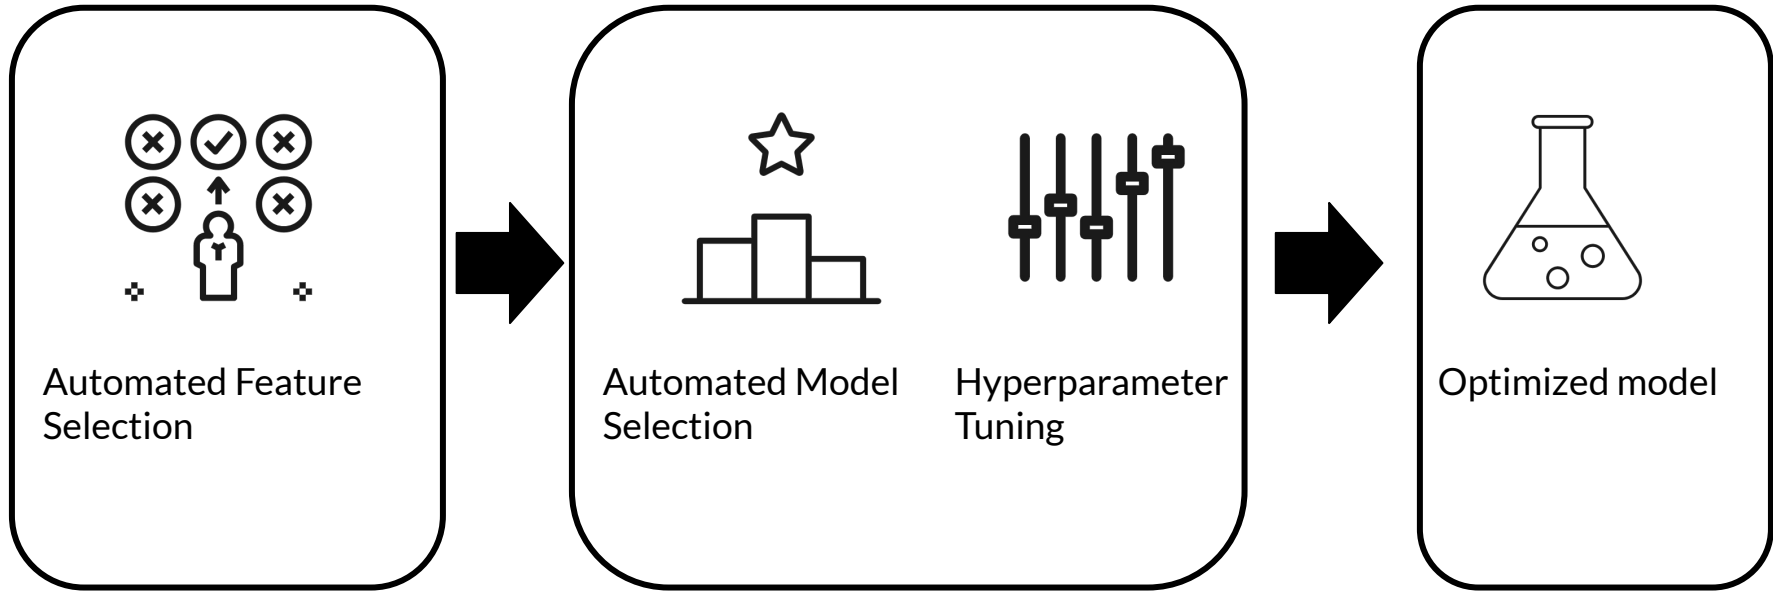 Automated Feature
Selection
Automated Model
Selection
Hyperparameter
Tuning
Optimized model